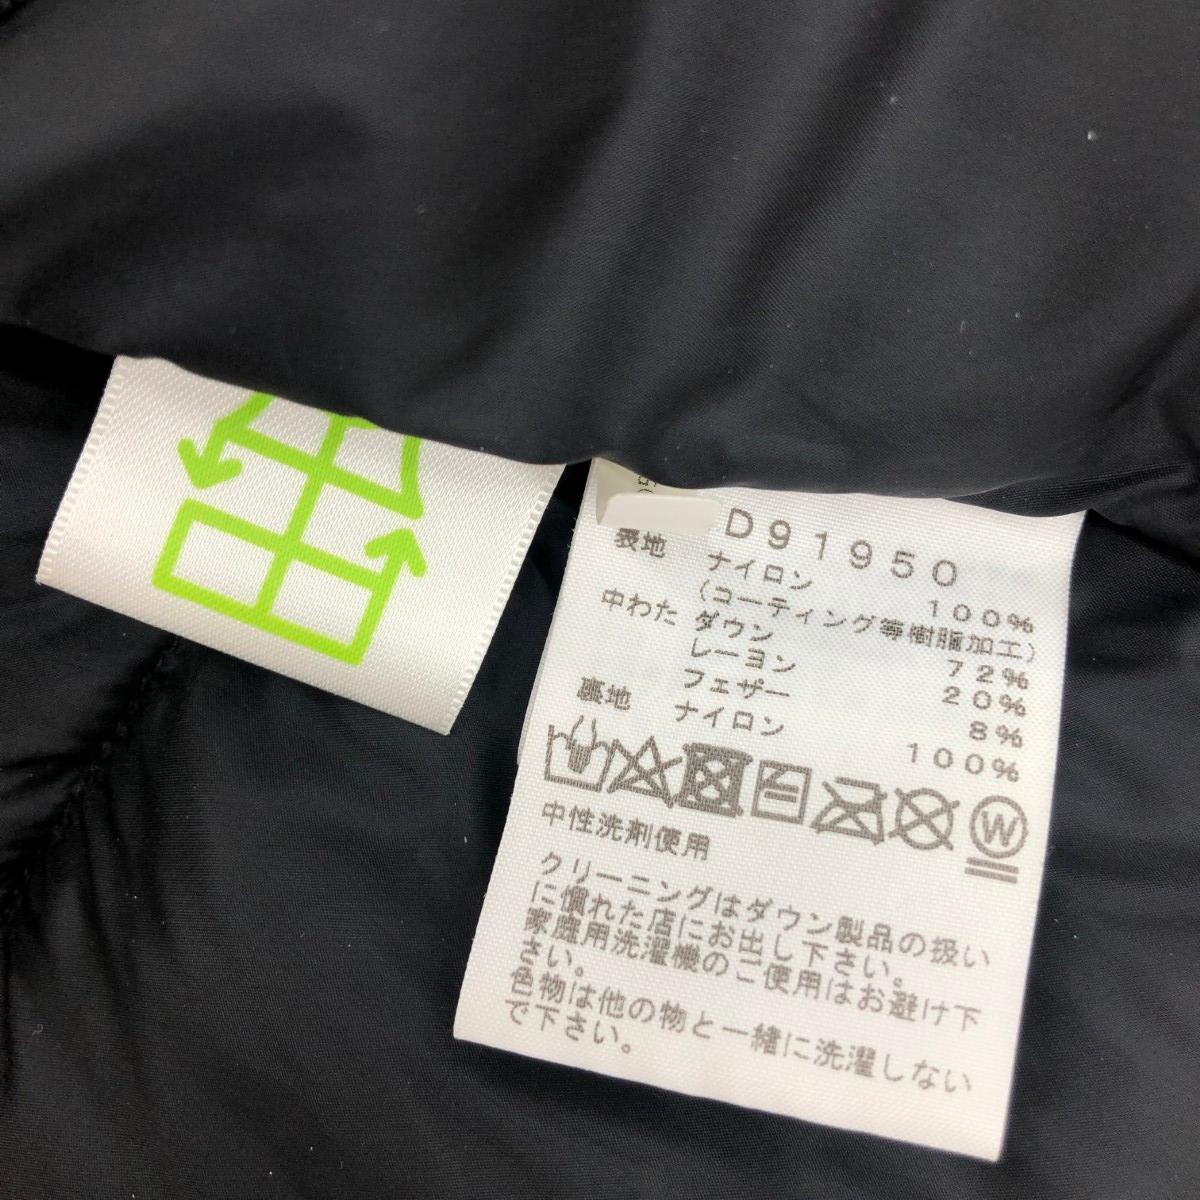 D91950
表地 ナイロン 100%
(コーティング等樹脂加工)
中わた ダウン 72%
レーヨン 20%
フェザー 8%
裏地 ナイロン 100%
W
中性洗剤使用
クリーニングはダウン製品の扱い
に慣れた店にお出し下さい。
家庭用洗濯機のご使用はお避け下
さい。
色物は他の物と一緒に洗濯しない
で下さい。